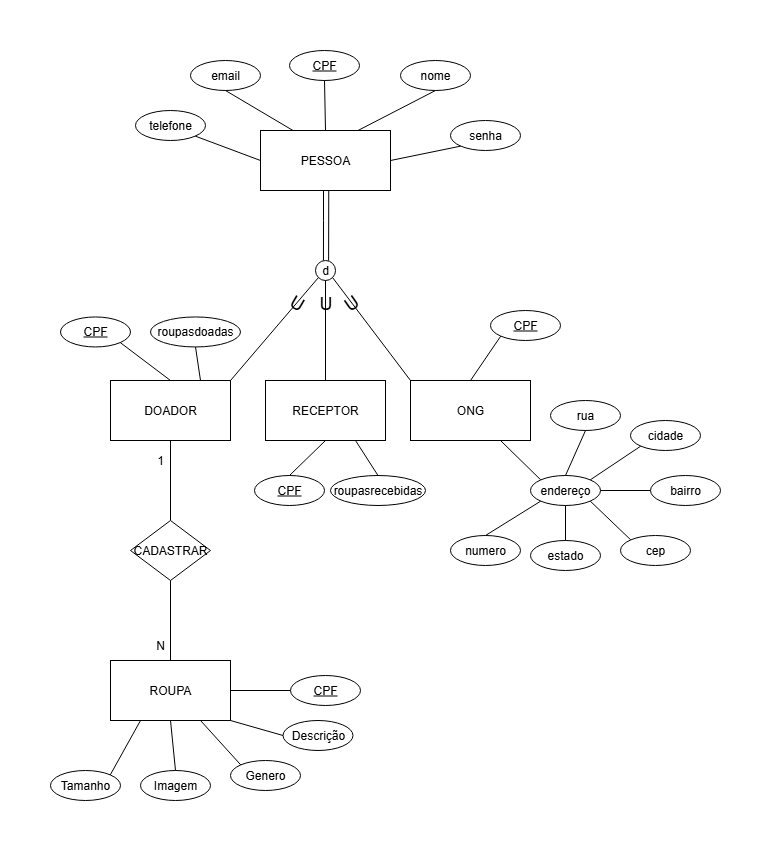 CPF
email
nome
telefone
senha
PESSOA
d
CPF
roupasdoadas
CPF
DOADOR
RECEPTOR
ONG
rua
cidade
1
CPF
roupasrecebidas
endereço
bairro
CADASTRAR
numero
estado
cep
N
ROUPA
CPF
Descrição
Tamanho
Imagem
Genero